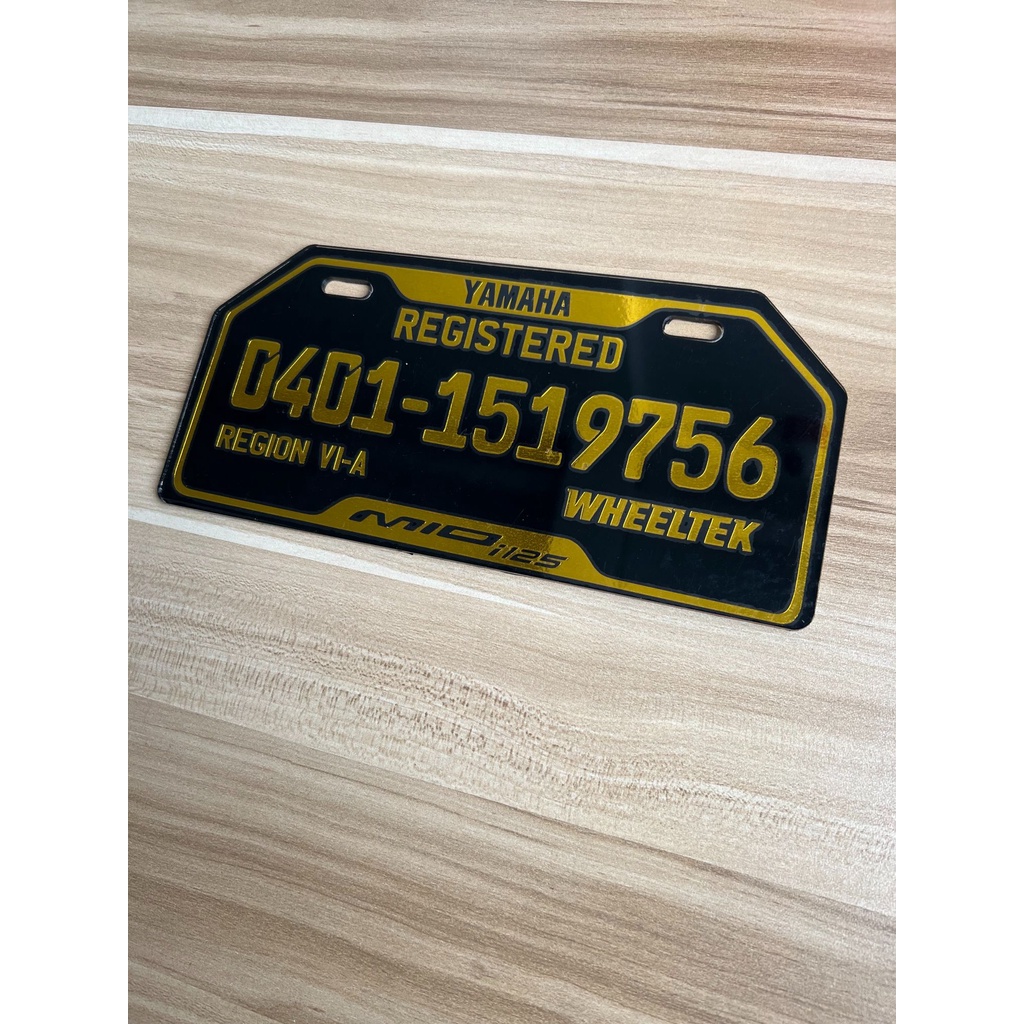 YAMAHA
REGISTERED
0401-1519756
REGION VI-A
WHEELTEK
MIO i125